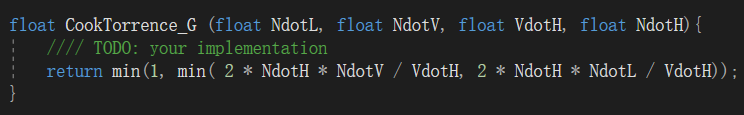 float CookTorrence_G (float NdotL, float NdotV, float VdotH, float NdotH){
//// TODO: your implementation
return min(1, min( 2 * NdotH * NdotV / VdotH, 2 * NdotH * NdotL / VdotH));
}